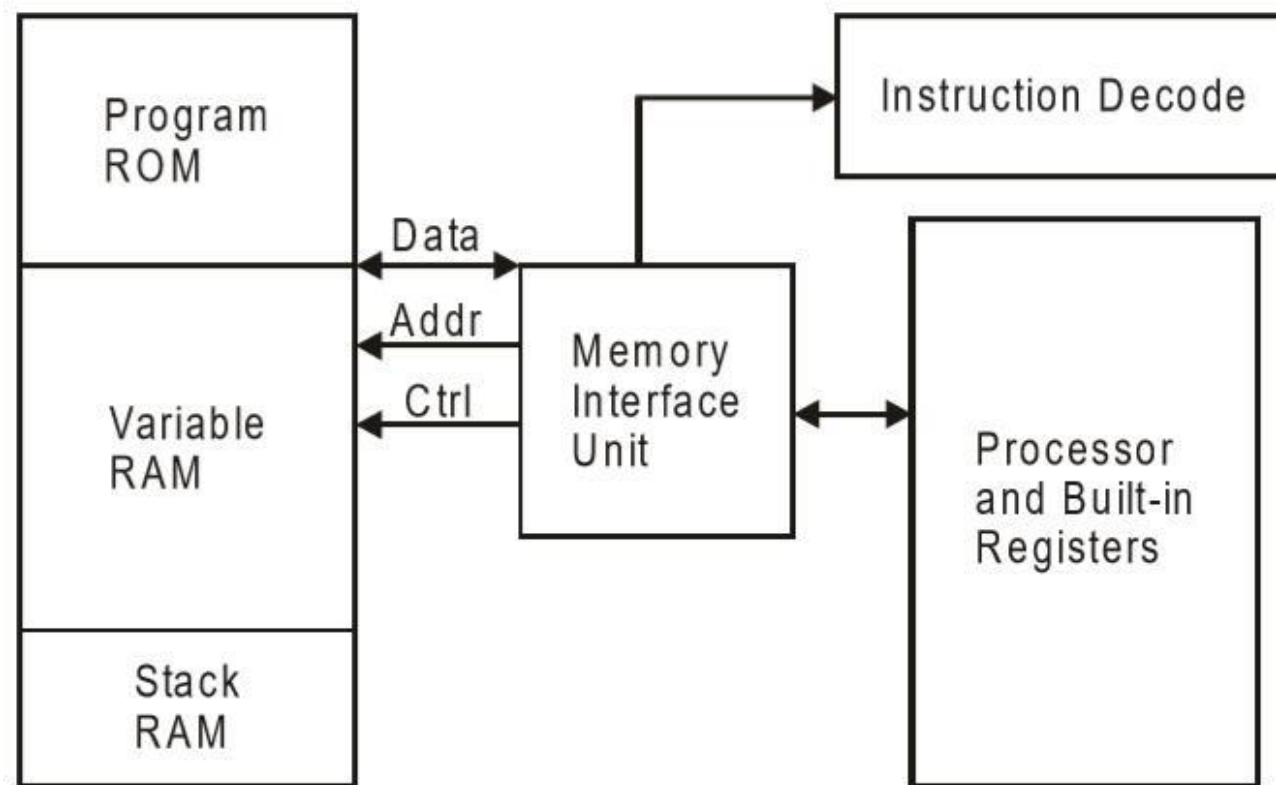 Program
ROM
Instruction Decode
Data
Addr
Ctrl
Memory
Interface
Unit
Variable
RAM
Processor
and Built-in
Registers
Stack
RAM